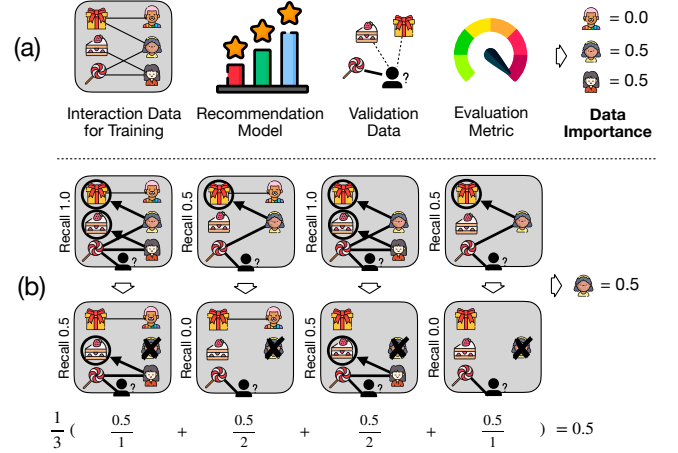 (a)
Interaction Data
for Training
Recommendation
Model
?
Validation
Data
Evaluation
Metric
= 0.0
= 0.5
= 0.5
Data
Importance
(b)
Recall 1.0
?
Recall 0.5
?
Recall 1.0
?
Recall 0.5
?
Recall 0.5
?
Recall 0.0
?
Recall 0.5
?
Recall 0.0
?
= 0.5
1/3 ( 0.5/1 + 0.5/2 + 0.5/2 + 0.5/1 ) = 0.5